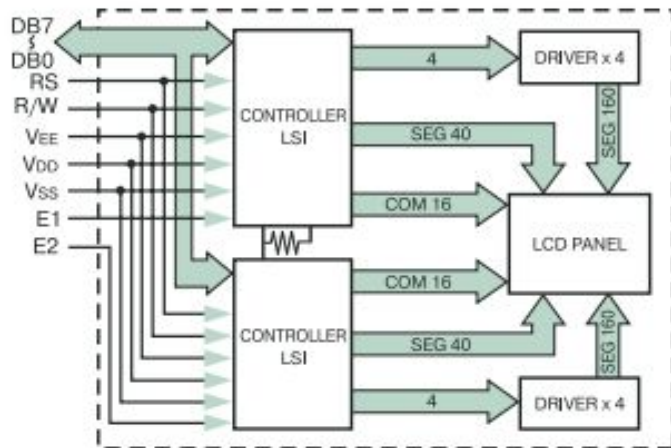 DB7
DB0
RS
R/W
VEE
VDD
VSS
E1
E2
CONTROLLER
LSI
4
DRIVER x 4
SEG 160
SEG 40
COM 16
LCD PANEL
CONTROLLER
LSI
COM 16
SEG 40
SEG 160
4
DRIVER x 4